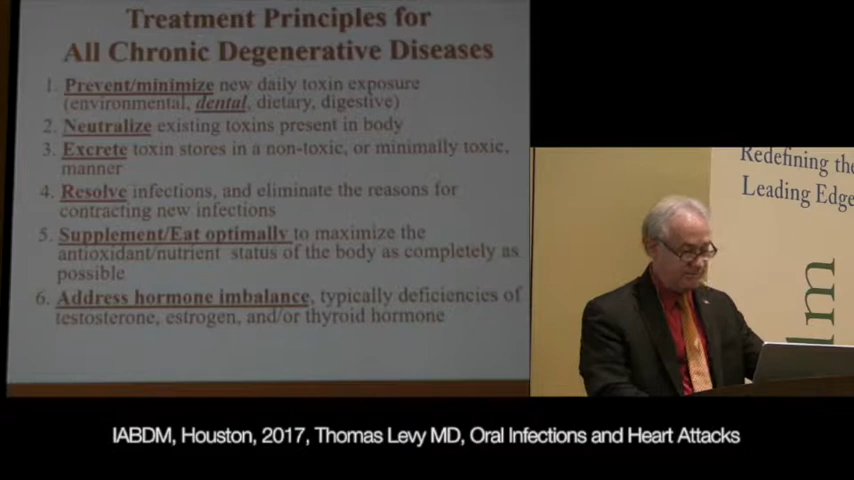 Treatment Principles for
All Chronic Degenerative Diseases
1. Prevent/minimize new daily toxin exposure
(environmental, dental, dietary, digestive)
2. Neutralize existing toxins present in body
3. Excrete toxin stores in a non-toxic, or minimally toxic,
manner
4. Resolve infections, and eliminate the reasons for
contracting new infections
5. Supplement/Eat optimally to maximize the
antioxidant/nutrient status of the body as completely as
possible
6. Address hormone imbalance, typically deficiencies of
testosterone, estrogen, and/or thyroid hormone
Redefining the
Leading Edge
dm
IABDM, Houston, 2017, Thomas Levy MD, Oral Infections and Heart Attacks